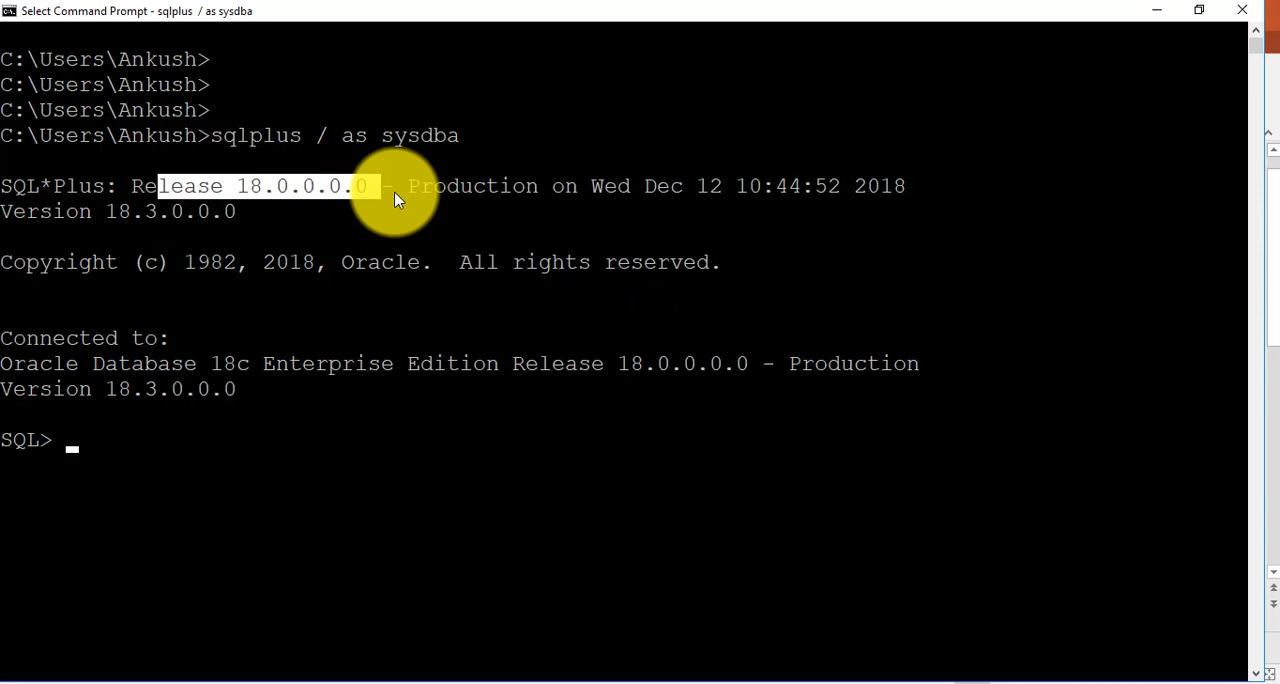 Select Command Prompt - sqlplus  / as sysdba
C:\Users\Ankush>
C:\Users\Ankush>
C:\Users\Ankush>
C:\Users\Ankush>sqlplus / as sysdba
SQL*Plus: Release 18.0.0.0.0 - Production on Wed Dec 12 10:44:52 2018
Version 18.3.0.0.0
Copyright (c) 1982, 2018, Oracle.  All rights reserved.
Connected to:
Oracle Database 18c Enterprise Edition Release 18.0.0.0.0 - Production
Version 18.3.0.0.0
SQL>